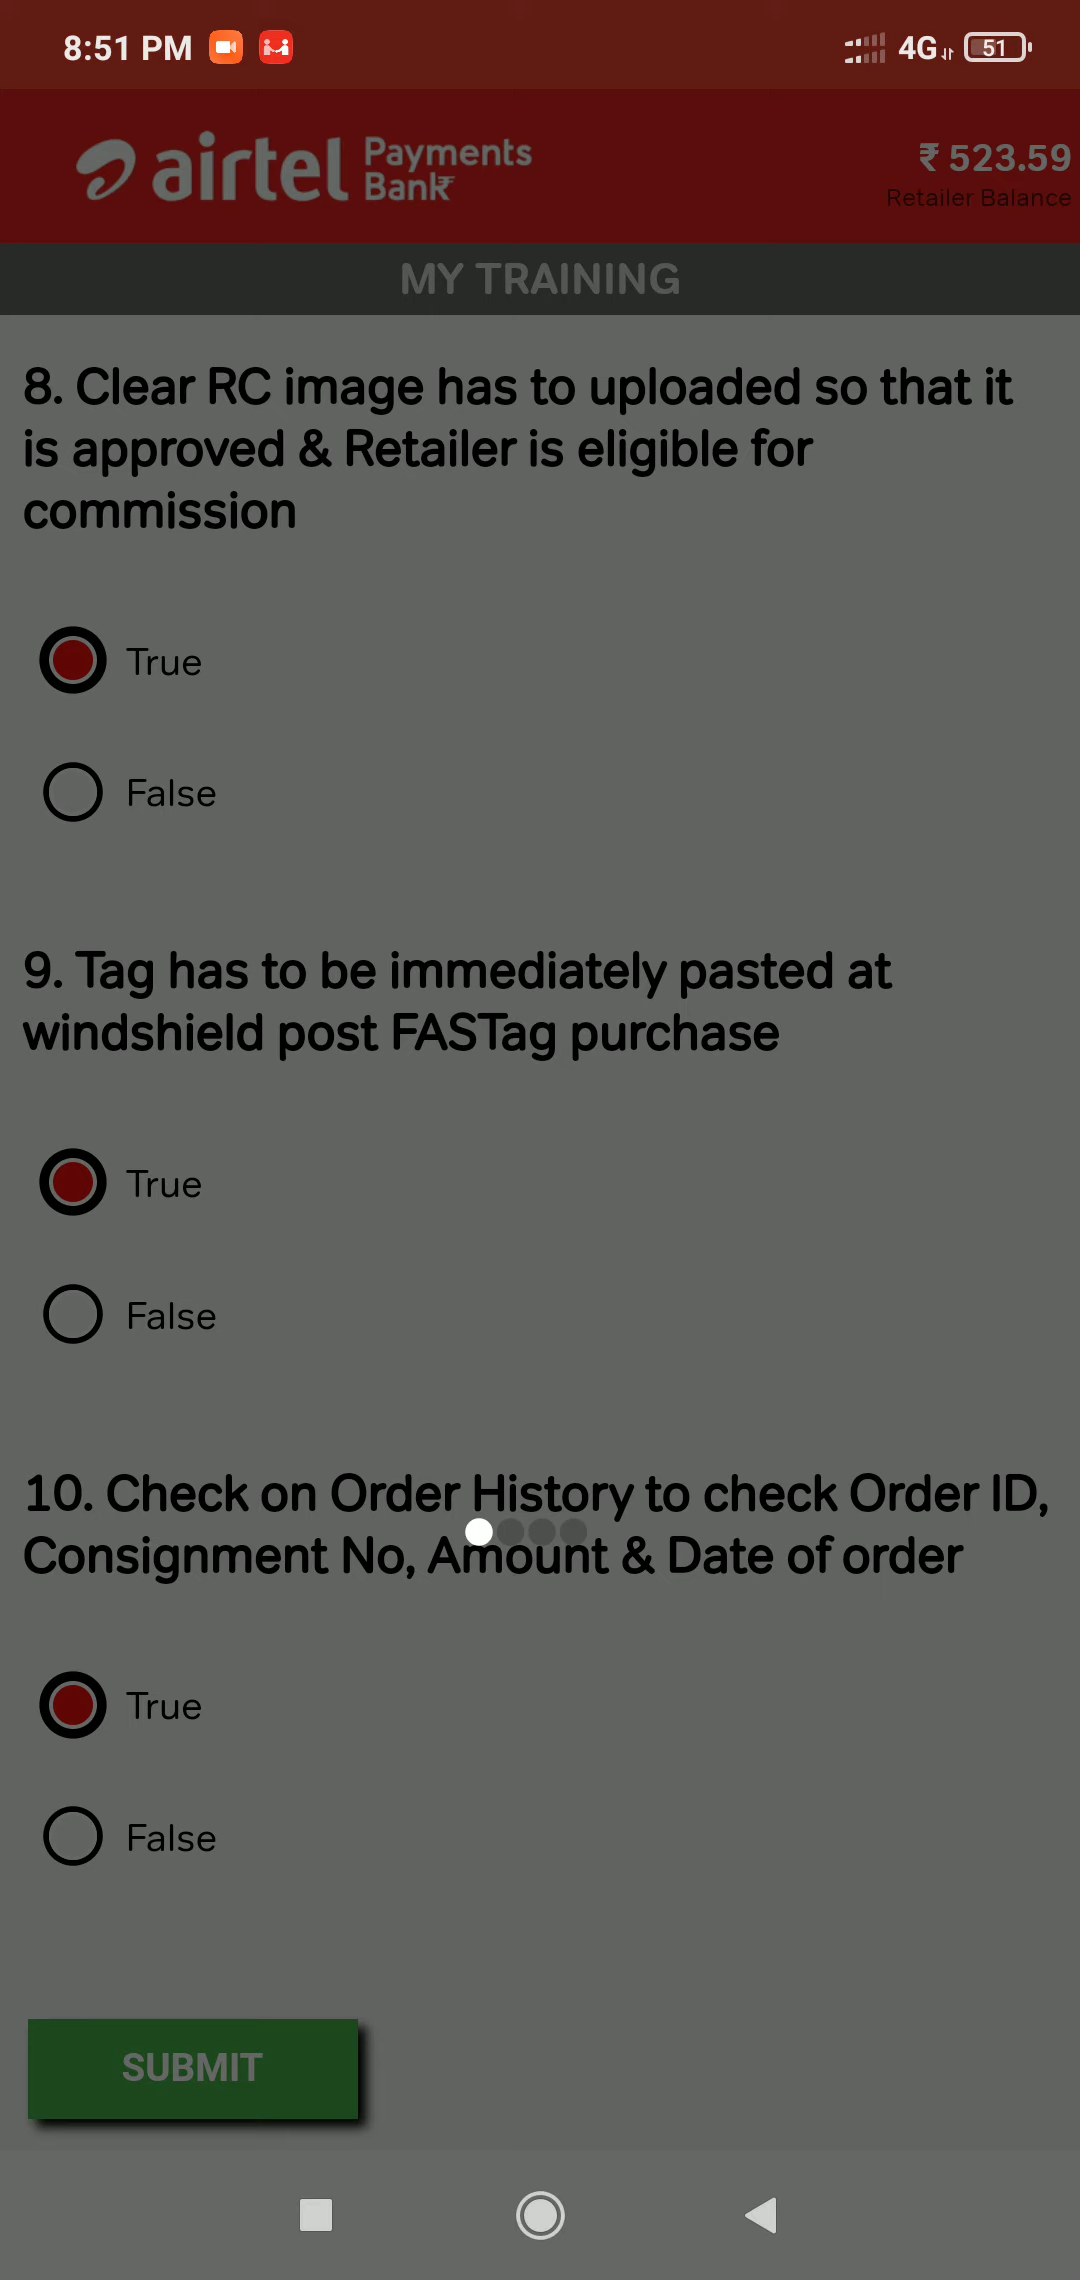 8:51 PM
4G 51
airtel Payments Bank
₹ 523.59
Retailer Balance
MY TRAINING
8. Clear RC image has to uploaded so that it
is approved & Retailer is eligible for
commission
True
False
9. Tag has to be immediately pasted at
windshield post FASTag purchase
True
False
10. Check on Order History to check Order ID,
Consignment No, Amount & Date of order
True
False
SUBMIT